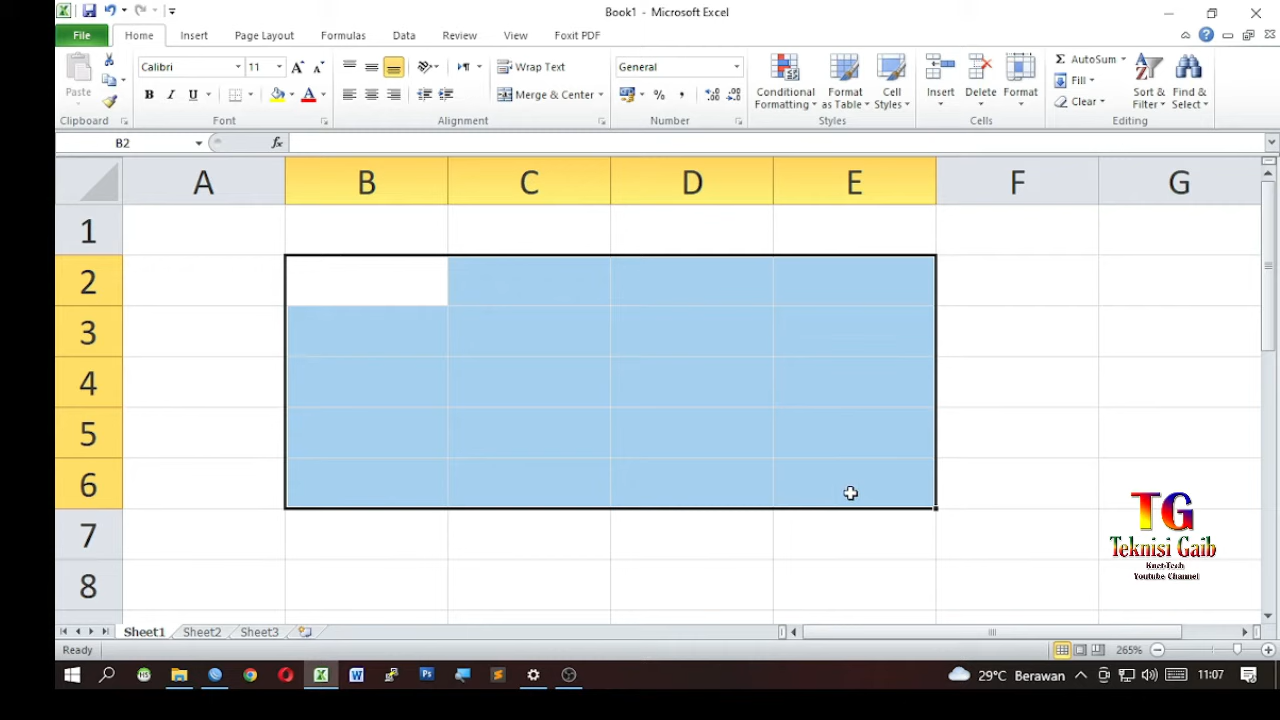 Book1 - Microsoft Excel
File Home Insert Page Layout Formulas Data Review View Foxit PDF
Paste
Calibri 11
Wrap Text
General
Conditional Formatting
Format as Table
Cell Styles
Insert
Delete
Format
AutoSum
Fill
Clear
Sort & Filter
Find & Select
B I U
A A A
Merge & Center
% ,
Clipboard Font Alignment Number Styles Cells Editing
B2 fx
A B C D E F G
1
2
3
4
5
6
7
8
TG
Teknisi Gaib
Knet-Tech
Youtube Channel
Sheet1 Sheet2 Sheet3
Ready 265%
29°C Berawan 11:07